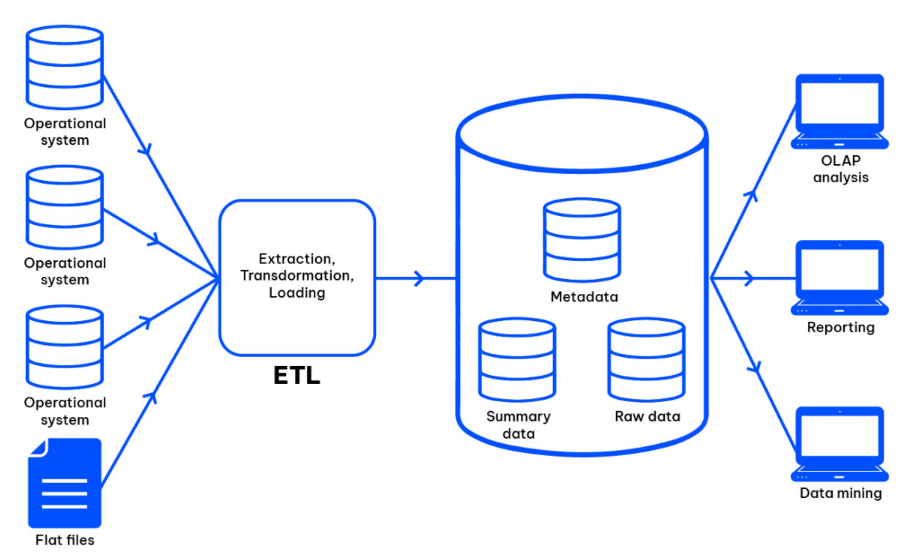 Operational
system
Operational
system
Operational
system
Flat files
Extraction,
Transdormation,
Loading
ETL
Metadata
Summary
data
Raw data
OLAP
analysis
Reporting
Data mining